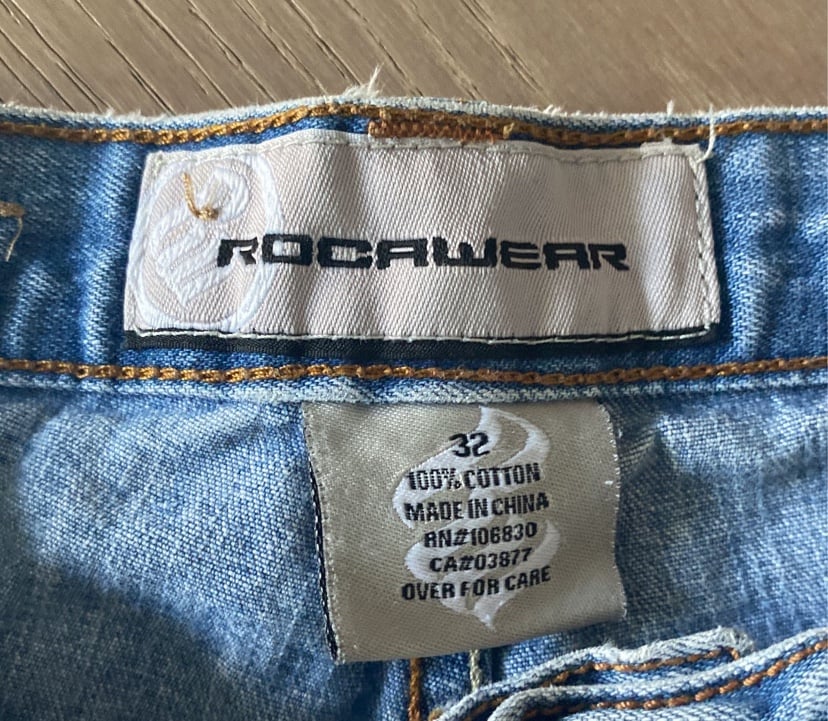 ROCAWEAR
32
100% COTTON
MADE IN CHINA
RN#106830
CA#03877
OVER FOR CARE